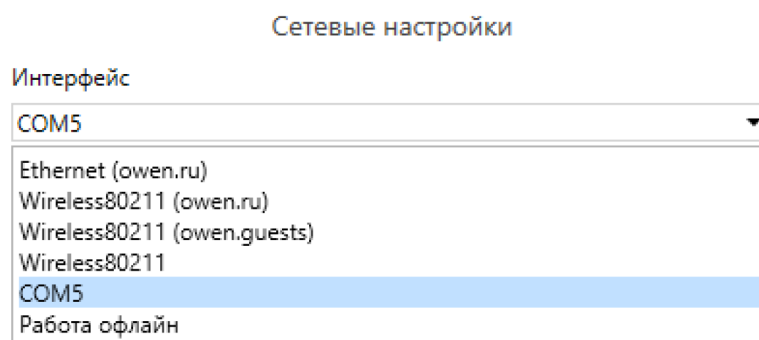 Сетевые настройки
Интерфейс
COM5
Ethernet (owen.ru)
Wireless80211 (owen.ru)
Wireless80211 (owen.guests)
Wireless80211
COM5
Работа офлайн